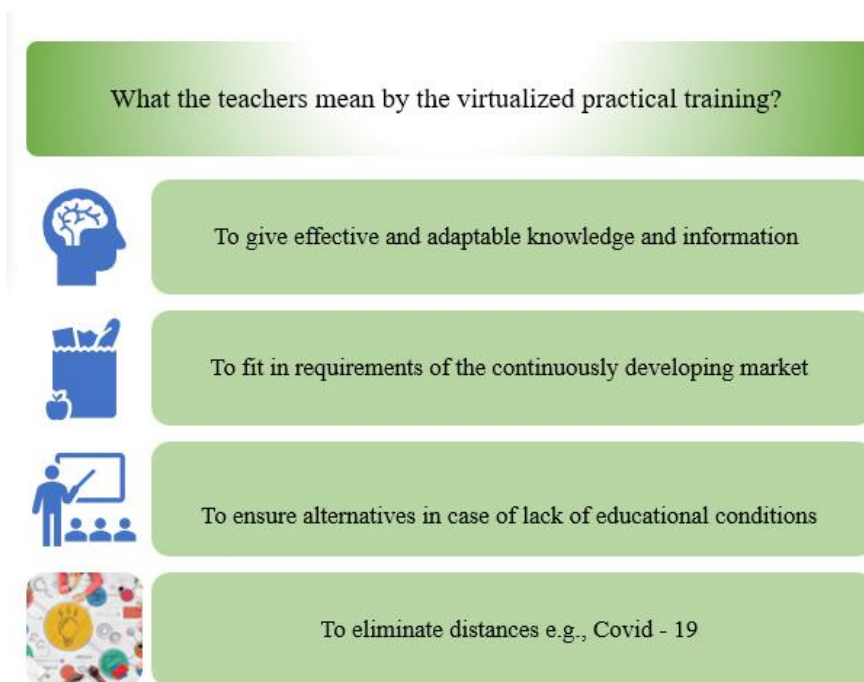 What the teachers mean by the virtualized practical training?
To give effective and adaptable knowledge and information
To fit in requirements of the continuously developing market
To ensure alternatives in case of lack of educational conditions
To eliminate distances e.g., Covid - 19